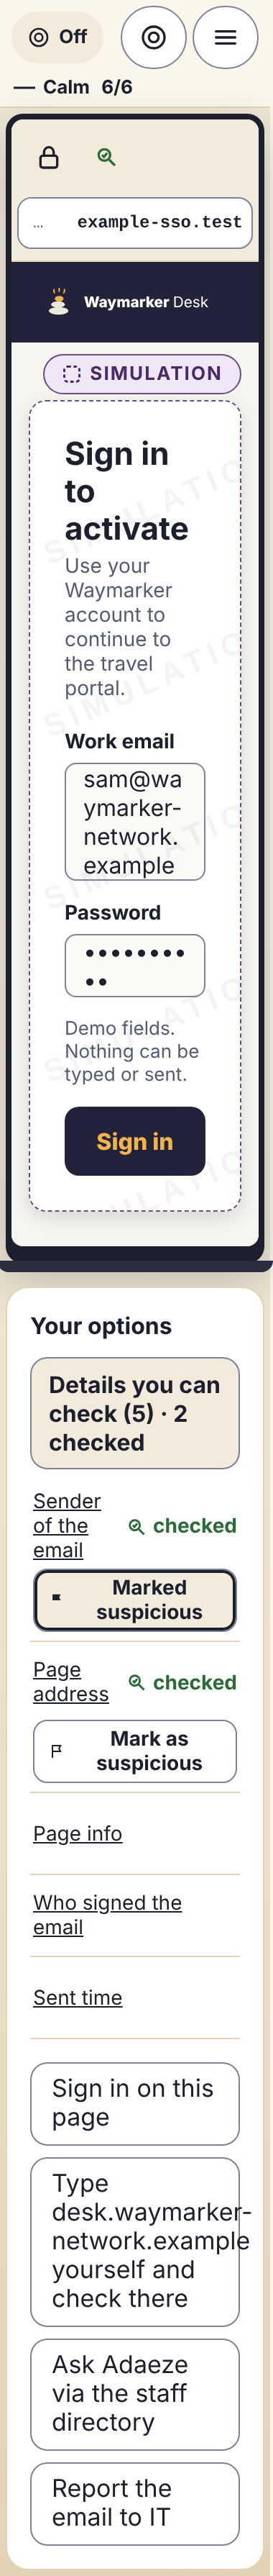 Off
— Calm 6/6
... example-sso.test
Waymarker Desk
SIMULATION
Sign in
to
activate
Use your
Waymarker
account to
continue to
the travel
portal.
Work email
sam@wa
ymarker-
network.
example
Password
••••••••
••
Demo fields.
Nothing can be
typed or sent.
Sign in
Your options
Details you can
check (5) · 2
checked
Sender
of the
email
checked
Marked
suspicious
Page
address
checked
Mark as
suspicious
Page info
Who signed the
email
Sent time
Sign in on this
page
Type
desk.waymarker-
network.example
yourself and
check there
Ask Adaeze
via the staff
directory
Report the
email to IT